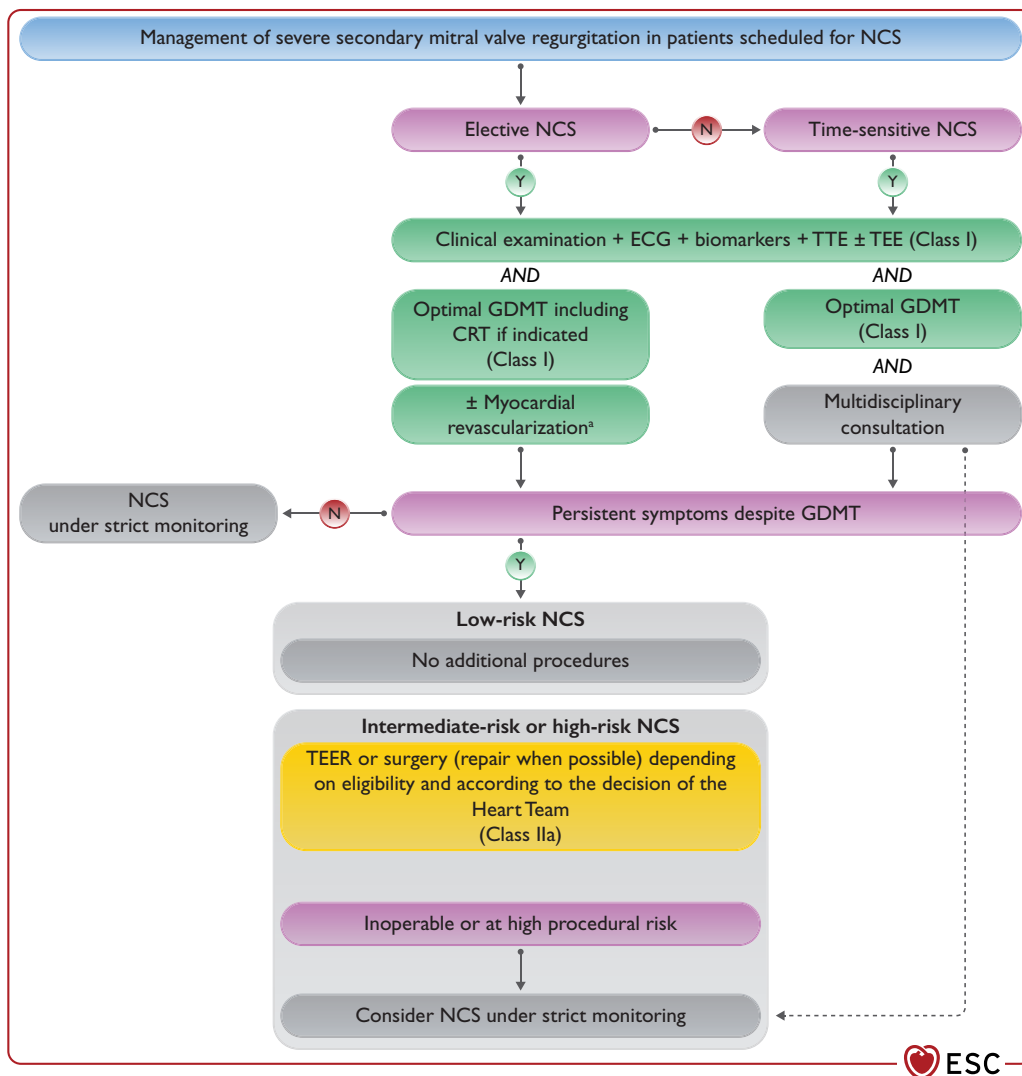 Management of severe secondary mitral valve regurgitation in patients scheduled for NCS
Elective NCS
N
Time-sensitive NCS
Y
Y
Clinical examination + ECG + biomarkers + TTE ± TEE (Class I)
AND
AND
Optimal GDMT including
CRT if indicated
(Class I)
Optimal GDMT
(Class I)
AND
± Myocardial
revascularizationᵃ
Multidisciplinary
consultation
NCS
under strict monitoring
N
Persistent symptoms despite GDMT
Y
Low-risk NCS
No additional procedures
Intermediate-risk or high-risk NCS
TEER or surgery (repair when possible) depending
on eligibility and according to the decision of the
Heart Team
(Class IIa)
Inoperable or at high procedural risk
Consider NCS under strict monitoring
ESC